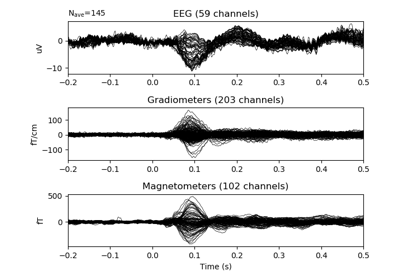 N_ave=145
EEG (59 channels)
uV
0
−10
−0.2 −0.1 0.0 0.1 0.2 0.3 0.4 0.5
Gradiometers (203 channels)
fT/cm
100
0
−100
−0.2 −0.1 0.0 0.1 0.2 0.3 0.4 0.5
Magnetometers (102 channels)
fT
500
0
−0.2 −0.1 0.0 0.1 0.2 0.3 0.4 0.5
Time (s)